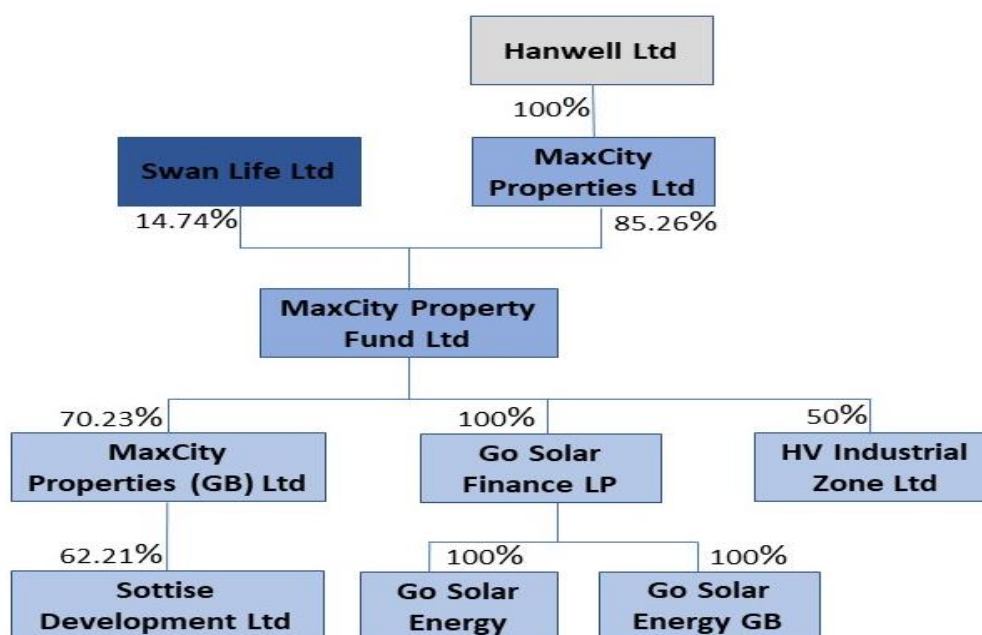 Hanwell Ltd
100%
Swan Life Ltd
MaxCity
Properties Ltd
14.74%
85.26%
MaxCity Property
Fund Ltd
70.23%
100%
50%
MaxCity
Properties (GB) Ltd
Go Solar
Finance LP
HV Industrial
Zone Ltd
62.21%
100%
100%
Sottise
Development Ltd
Go Solar
Energy
Go Solar
Energy GB